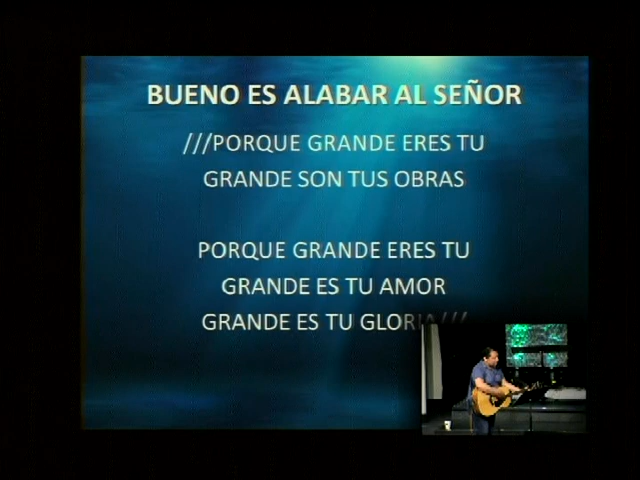 BUENO ES ALABAR AL SEÑOR
///PORQUE GRANDE ERES TU
GRANDE SON TUS OBRAS
PORQUE GRANDE ERES TU
GRANDE ES TU AMOR
GRANDE ES TU GLORIA///